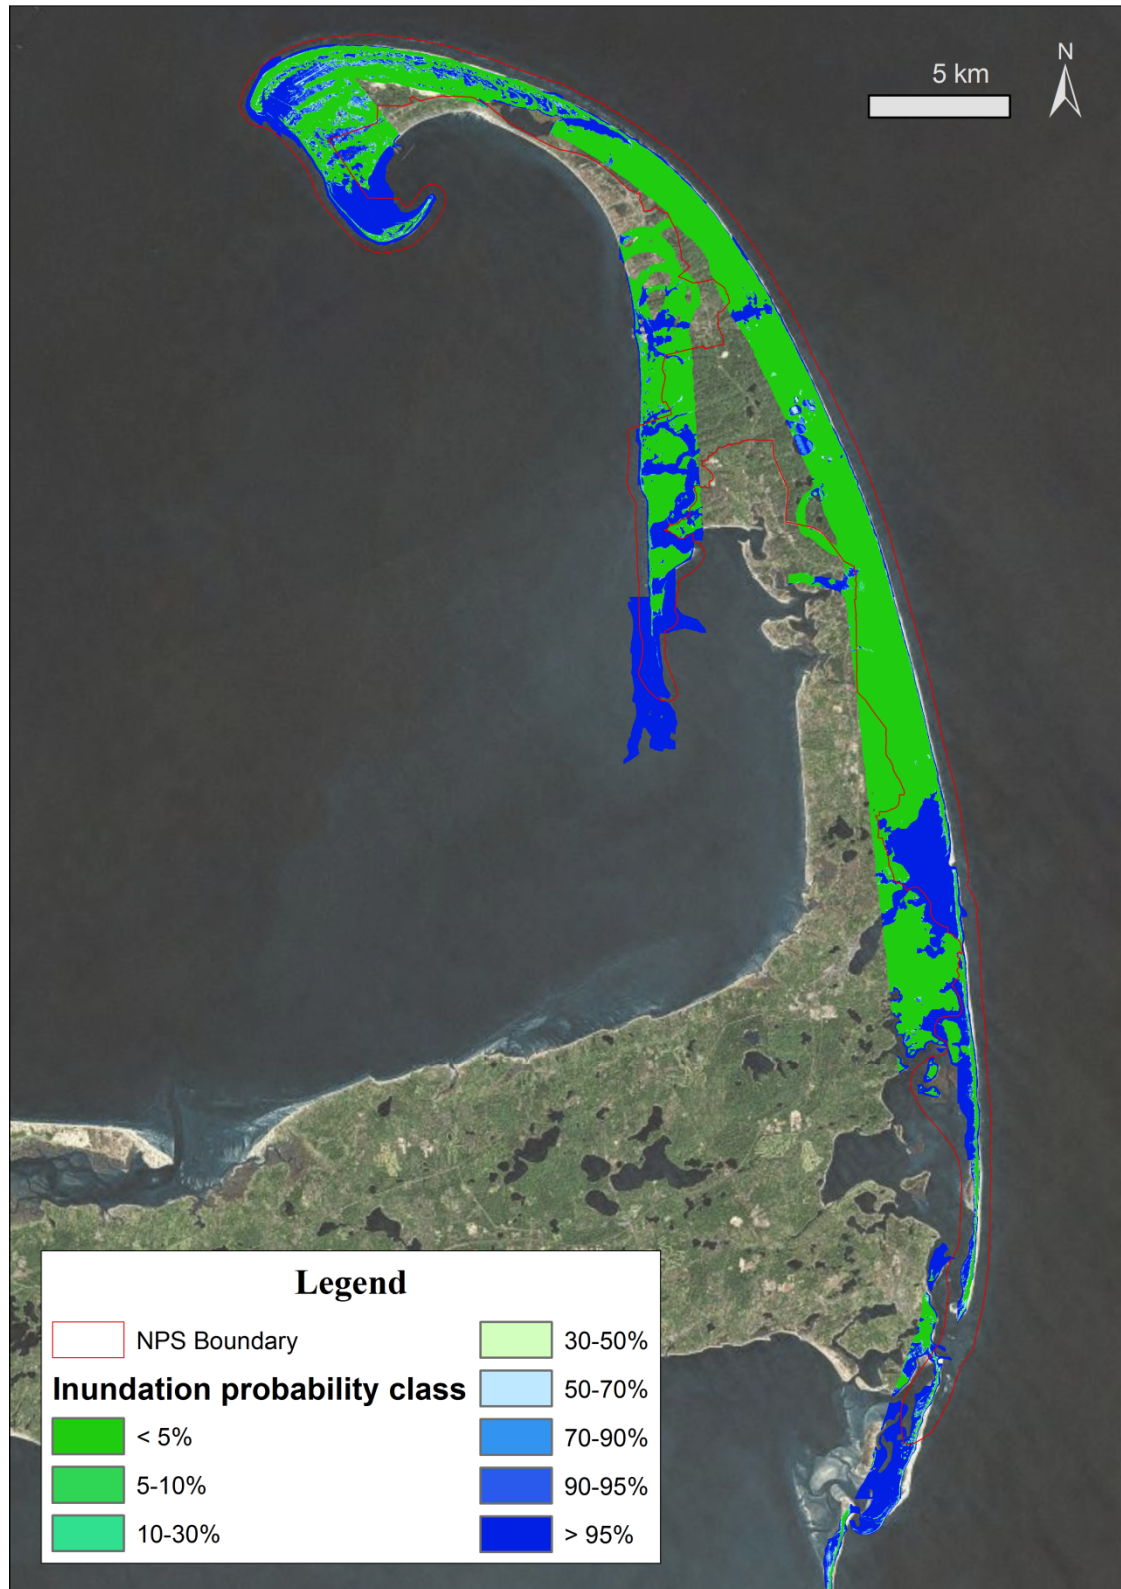 N
5 km
Legend
NPS Boundary
Inundation probability class
< 5%
5-10%
10-30%
30-50%
50-70%
70-90%
90-95%
> 95%